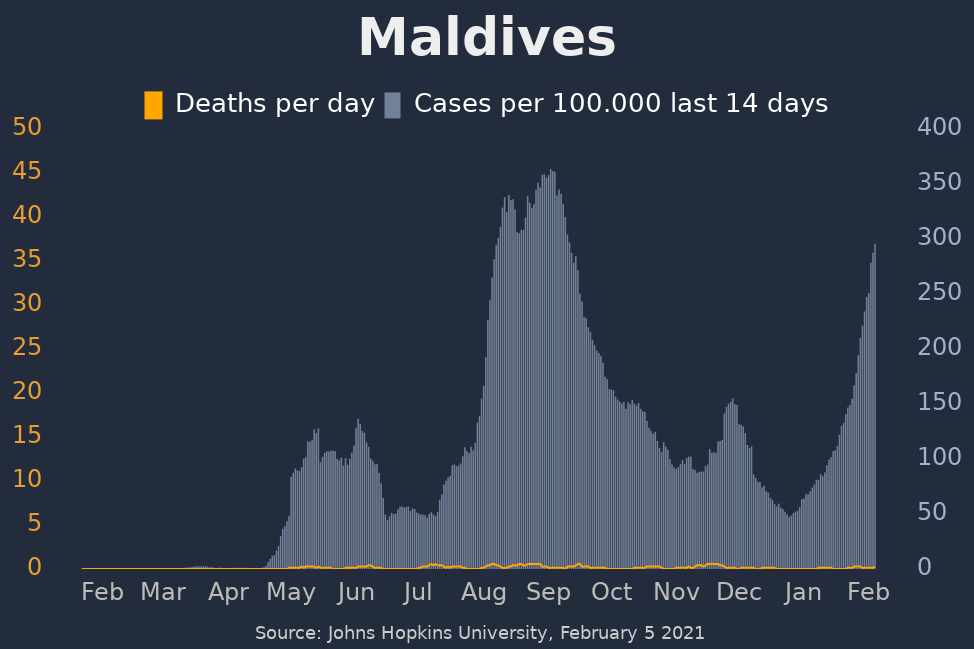 Maldives
Deaths per day Cases per 100.000 last 14 days
50 400
45 350
40 300
35 250
30 200
25 150
20 100
15 50
10 0
5
0
Feb Mar Apr May Jun Jul Aug Sep Oct Nov Dec Jan Feb
Source: Johns Hopkins University, February 5 2021